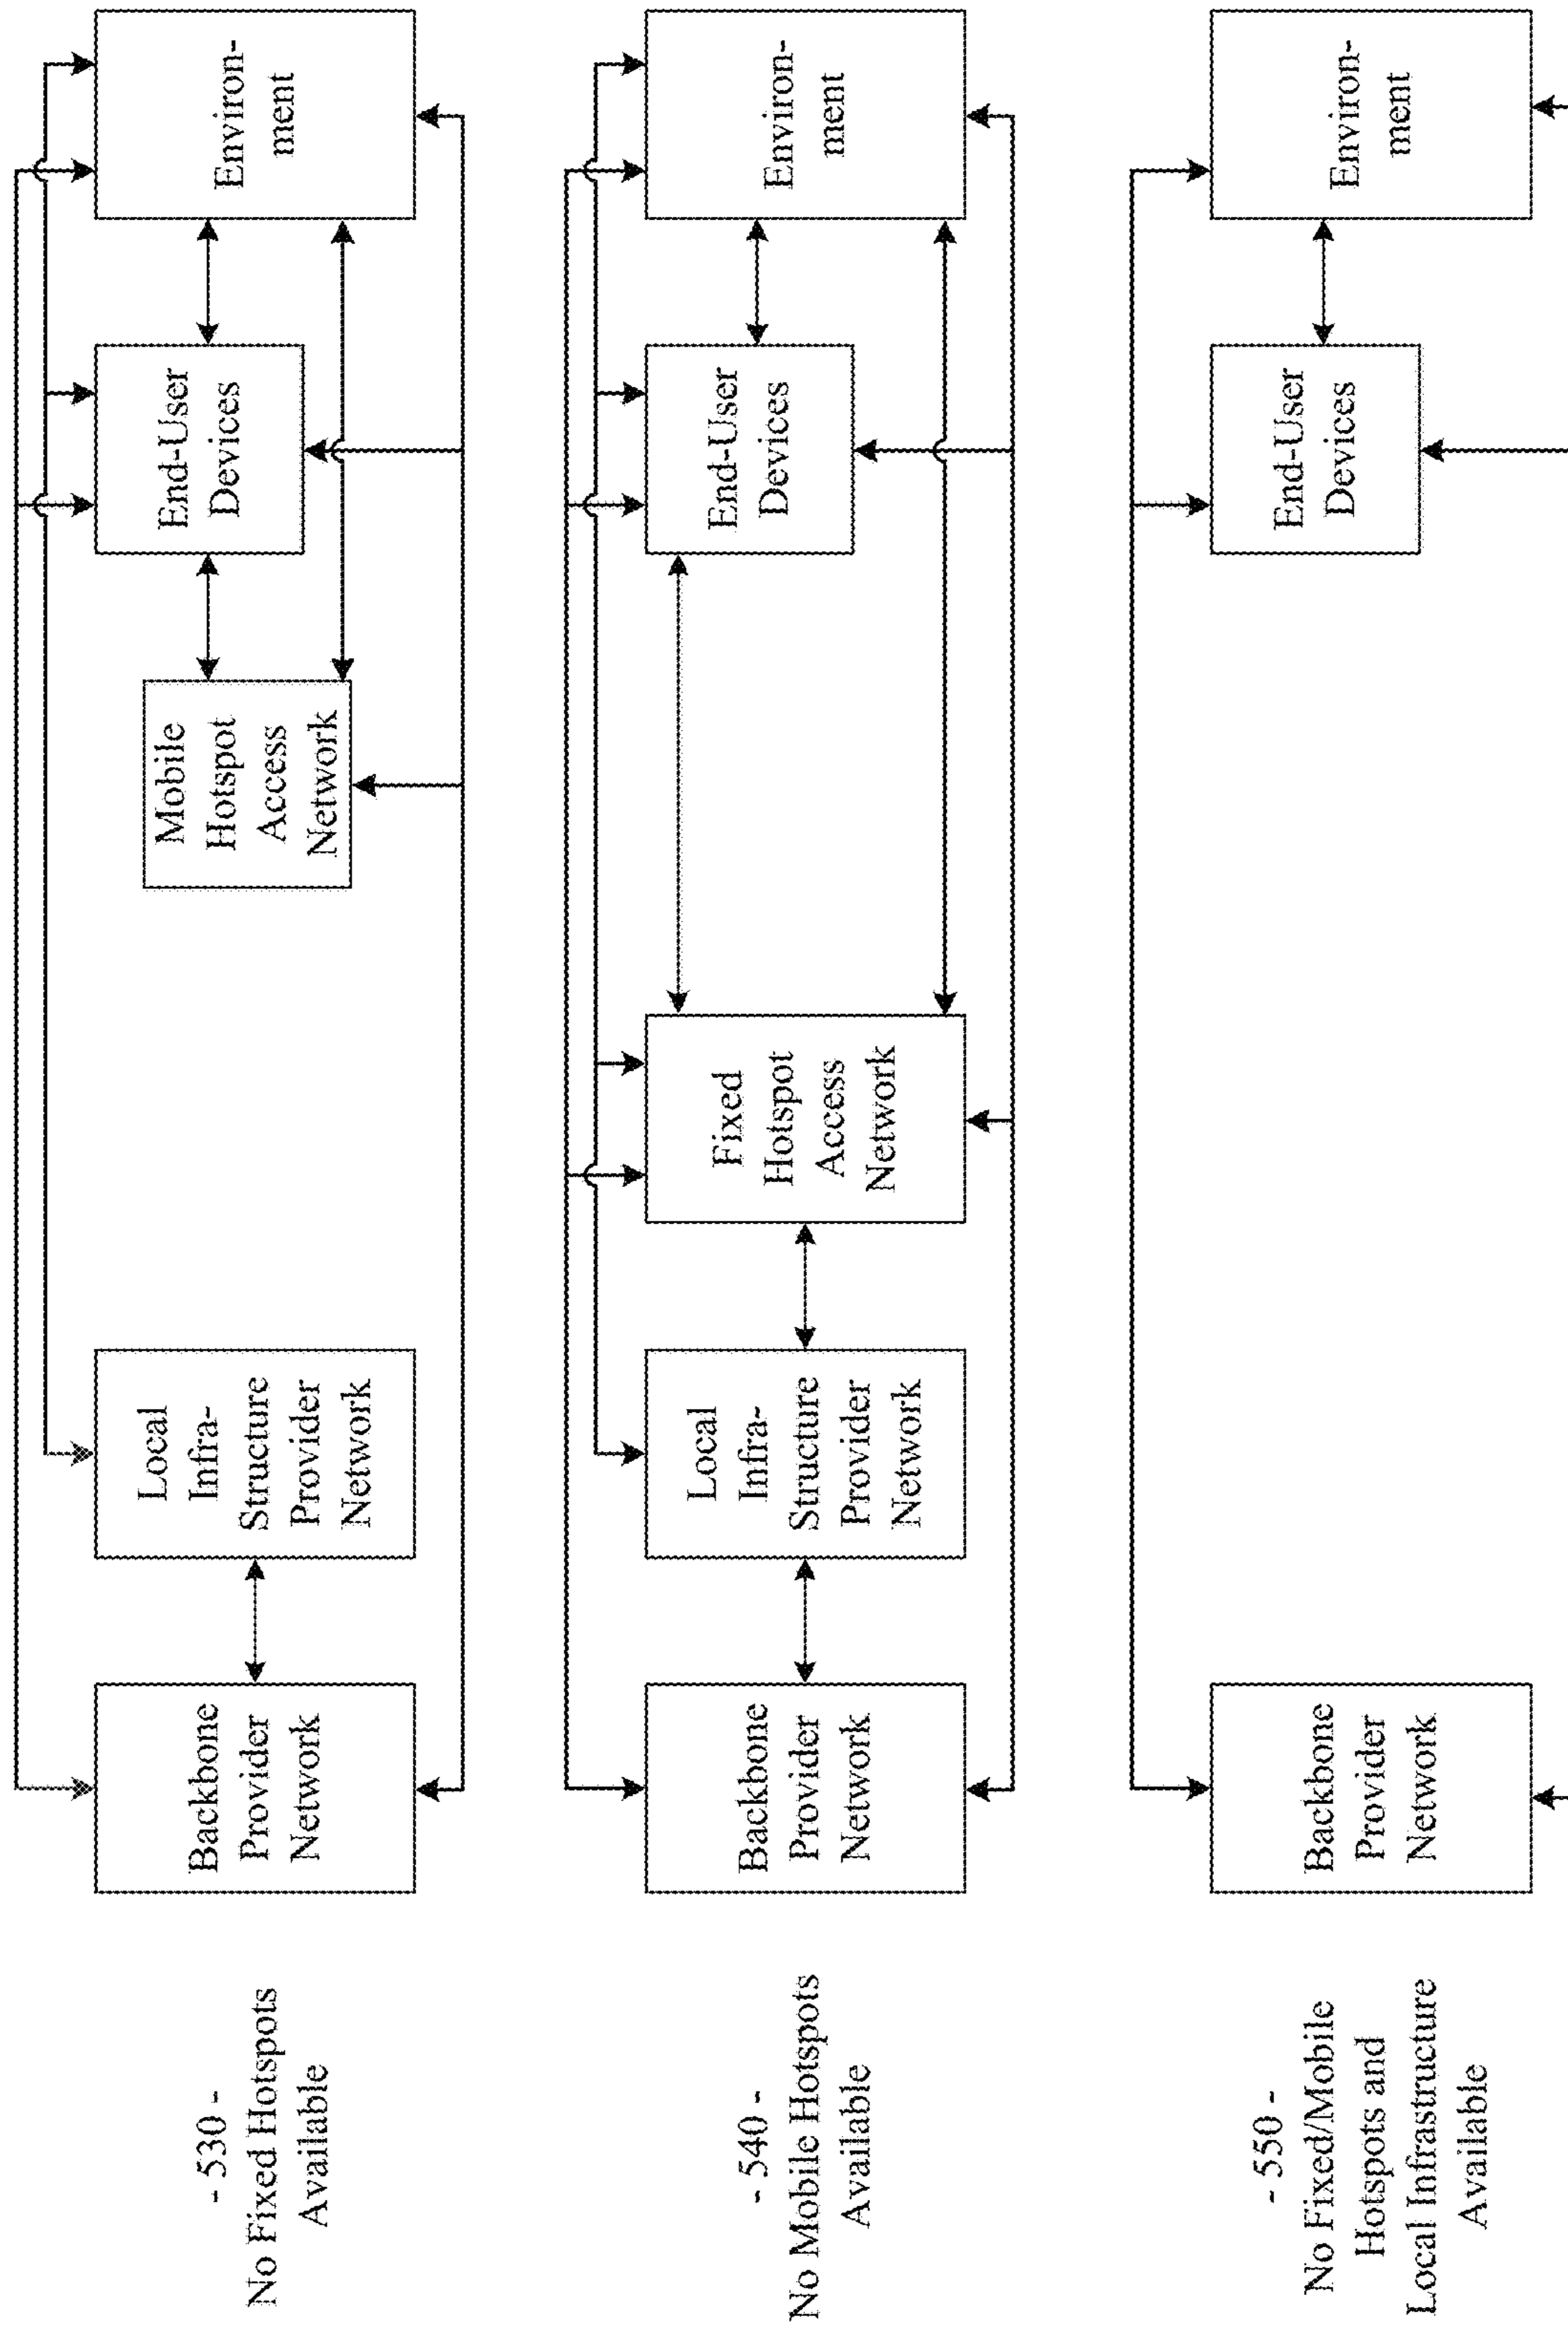 - 530 -
No Fixed Hotspots
Available
Backbone
Provider
Network
Local
Infra-
Structure
Provider
Network
Mobile
Hotspot
Access
Network
End-User
Devices
Environ-
ment
- 540 -
No Mobile Hotspots
Available
Backbone
Provider
Network
Local
Infra-
Structure
Provider
Network
Fixed
Hotspot
Access
Network
End-User
Devices
Environ-
ment
- 550 -
No Fixed/Mobile
Hotspots and
Local Infrastructure
Available
Backbone
Provider
Network
End-User
Devices
Environ-
ment